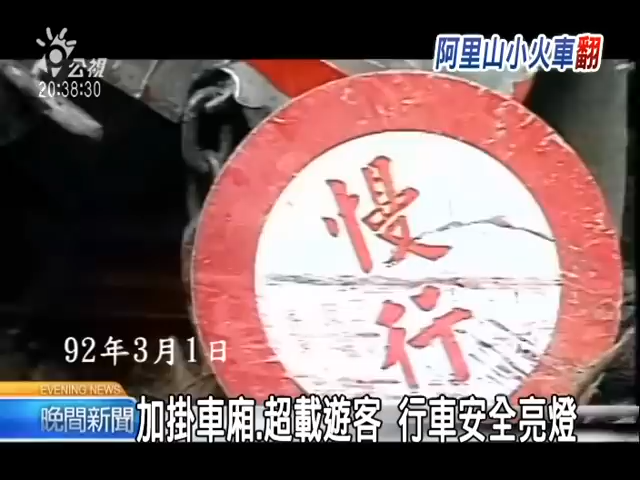 公視
20:38:30
阿里山小火車翻
慢
行
92年3月1日
EVENING NEWS
晚間新聞
加掛車廂.超載遊客 行車安全亮燈